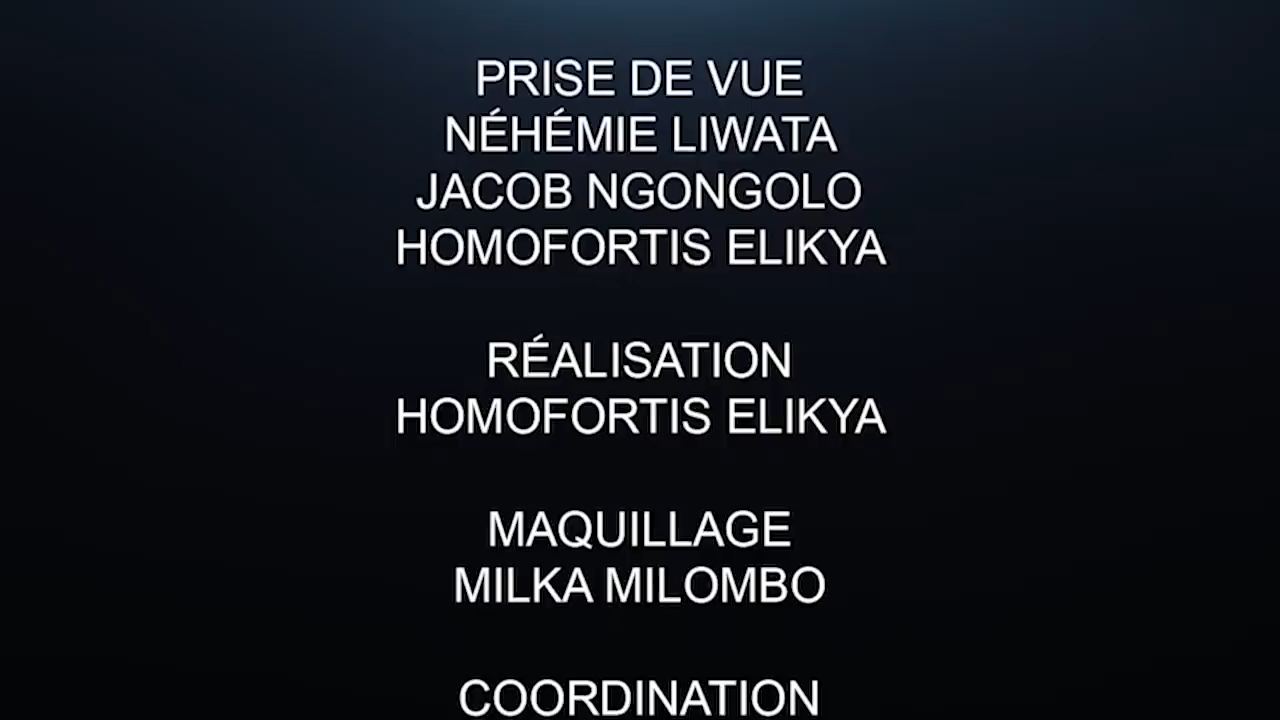 PRISE DE VUE
NÉHÉMIE LIWATA
JACOB NGONGOLO
HOMOFORTIS ELIKYA
RÉALISATION
HOMOFORTIS ELIKYA
MAQUILLAGE
MILKA MILOMBO
COORDINATION